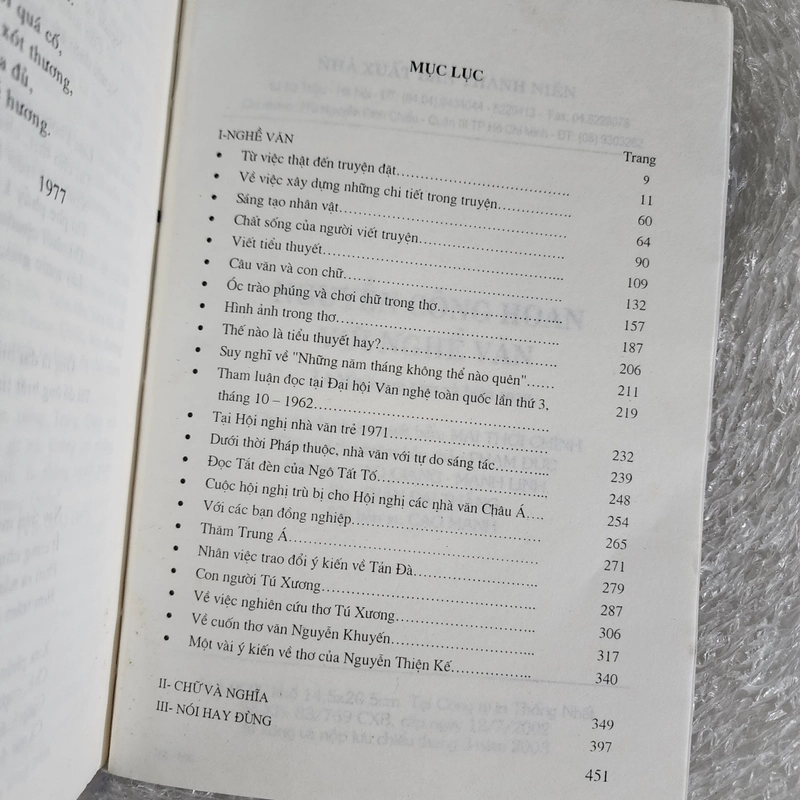 quá cố,
xót thương,
đủ,
hương.
1977
MỤC LỤC
Trang
I-NGHỀ VĂN
• Từ việc thật đến truyện đặt........................ 9
• Về việc xây dựng những chi tiết trong truyện............ 11
• Sáng tạo nhân vật........................ 60
• Chất sống của người viết truyện........................ 64
• Viết tiểu thuyết........................ 90
• Câu văn và con chữ........................ 109
• Ốc trào phúng và chơi chữ trong thơ........................ 132
• Hình ảnh trong thơ........................ 157
• Thế nào là tiểu thuyết hay?........................ 187
• Suy nghĩ về "Những năm tháng không thể nào quên"...... 206
• Tham luận đọc tại Đại hội Văn nghệ toàn quốc lần thứ 3, 211
tháng 10 – 1962........................ 219
• Tại Hội nghị nhà văn trẻ 1971........................ 232
• Dưới thời Pháp thuộc, nhà văn với tự do sáng tác............ 239
• Đọc Tắt đèn của Ngô Tất Tố........................ 248
• Cuộc hội nghị trù bị cho Hội nghị các nhà văn Châu Á.... 254
• Với các bạn đồng nghiệp........................ 265
• Thăm Trung Á........................ 271
• Nhân việc trao đổi ý kiến về Tản Đà........................ 279
• Con người Tú Xương........................ 287
• Về việc nghiên cứu thơ Tú Xương........................ 306
• Về cuốn thơ văn Nguyễn Khuyến........................ 317
• Một vài ý kiến về thơ của Nguyễn Thiện Kế............ 340
II- CHỮ VÀ NGHĨA 349
III- NÓI HAY ĐỪNG 397
451